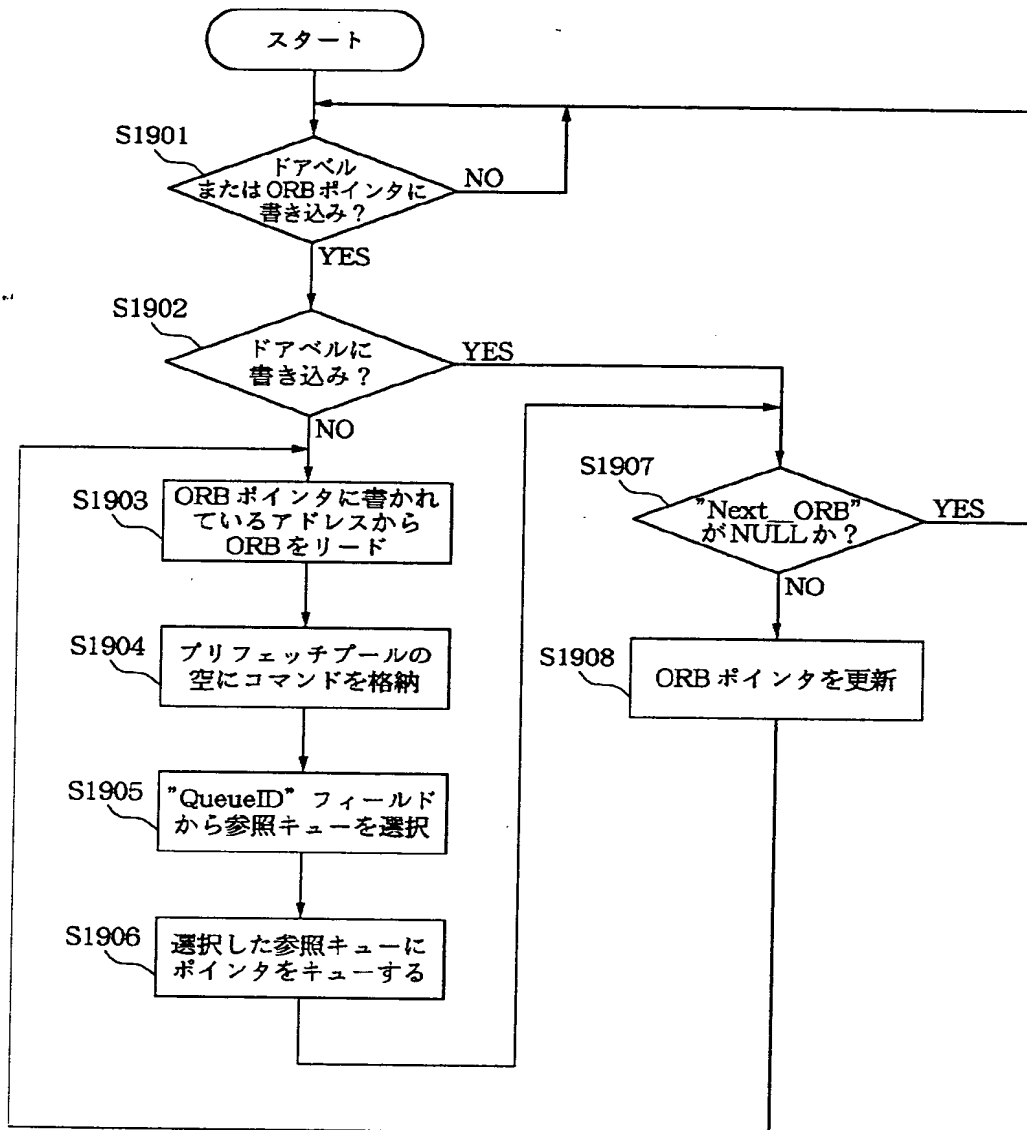 スタート
S1901
ドアベル
またはORBポインタに
書き込み？
NO
YES
S1902
ドアベルに
書き込み？
YES
NO
S1903
ORBポインタに書かれ
ているアドレスから
ORBをリード
S1904
プリフェッチプールの
空にコマンドを格納
S1905
"QueueID" フィールド
から参照キューを選択
S1906
選択した参照キューに
ポインタをキューする
S1907
"Next__ORB"
がNULLか？
YES
NO
S1908
ORBポインタを更新